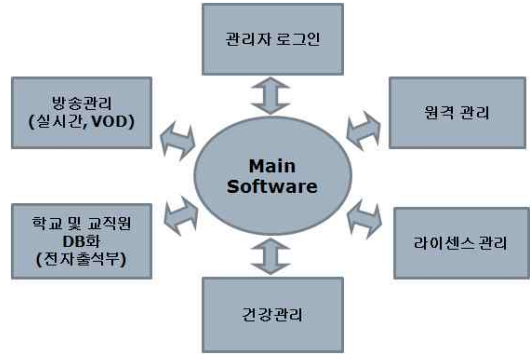 관리자 로그인
방송관리
(실시간, VOD)
원격 관리
Main
Software
학교 및 교직원
DB화
(전자출석부)
라이센스 관리
건강관리